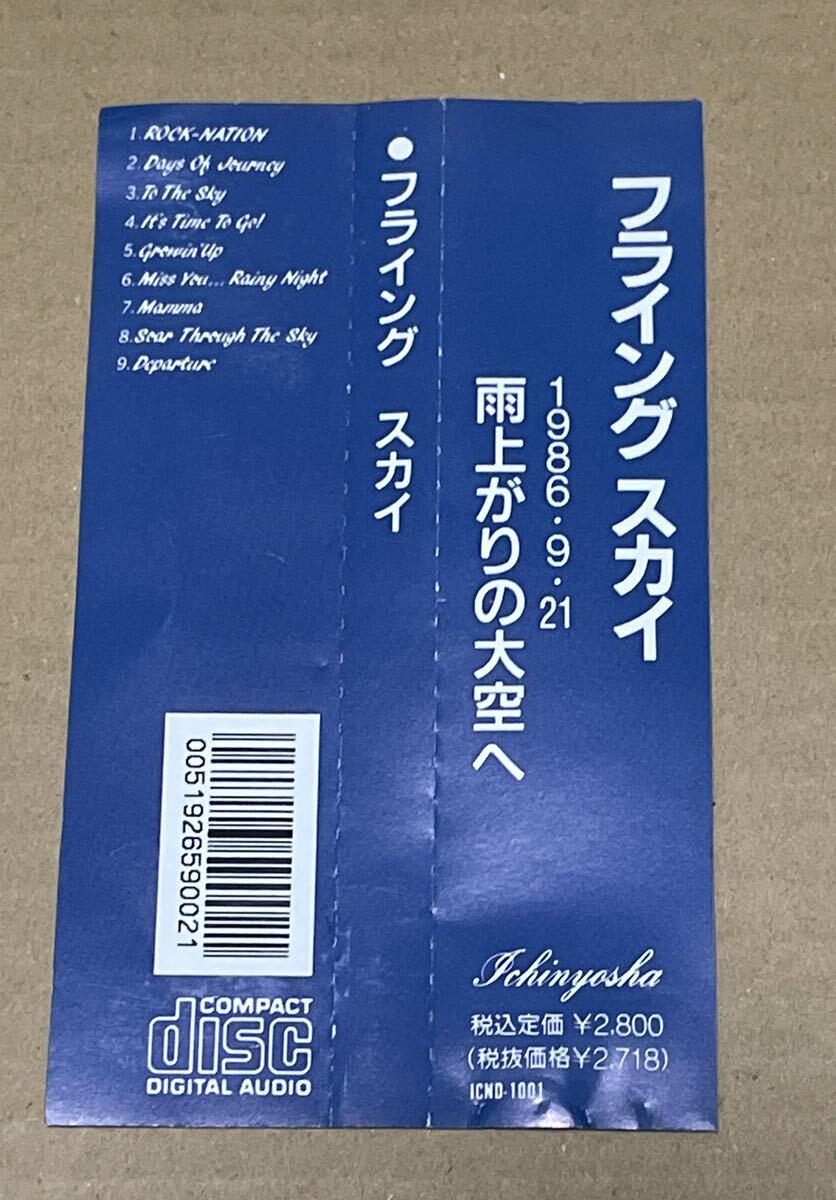 フライング スカイ
1986・9・21
雨上がりの大空へ
Ichinyosha
税込定価 ¥2,800
(税抜価格¥2,718)
ICND-1001
●フライング スカイ
1. ROCK-NATION
2. Days Of Journey
3. To The Sky
4. It's Time To Go!
5. Growin' Up
6. Miss You... Rainy Night
7. Mamma
8. Soar Through The Sky
9. Departure
005192659002​1
COMPACT
disc
DIGITAL AUDIO